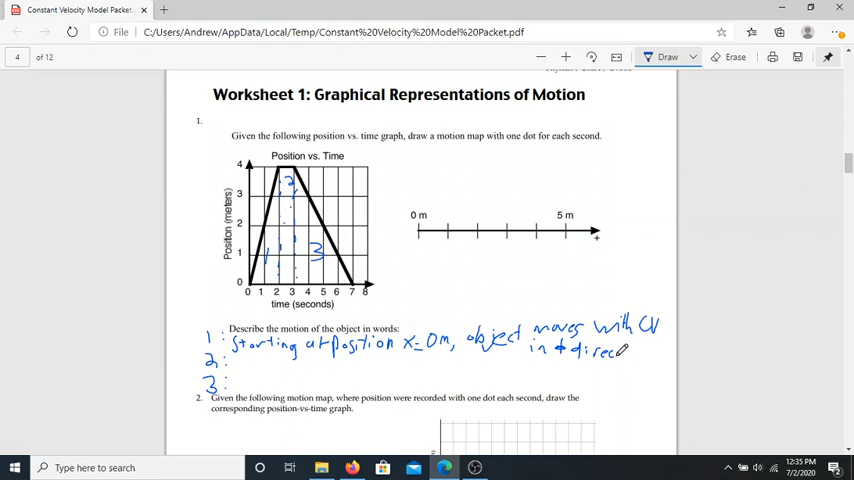 Constant Velocity Model Packet.
File
C:/Users/Andrew/AppData/Local/Temp/Constant%20Velocity%20Model%20Packet.pdf
4 of 12
Draw
Erase
Worksheet 1: Graphical Representations of Motion
1.
Given the following position vs. time graph, draw a motion map with one dot for each second.
Position vs. Time
Position (meters)
4
3
2
1
0
1 2 3
0 1 2 3 4 5 6 7 8
time (seconds)
0 m 5 m
+
Describe the motion of the object in words:
1: Starting at position x=0m, object moves with CV
in + direc
2:
3:
2. Given the following motion map, where position were recorded with one dot each second, draw the
corresponding position-vs-time graph.
Type here to search
12:35 PM
7/2/2020
2